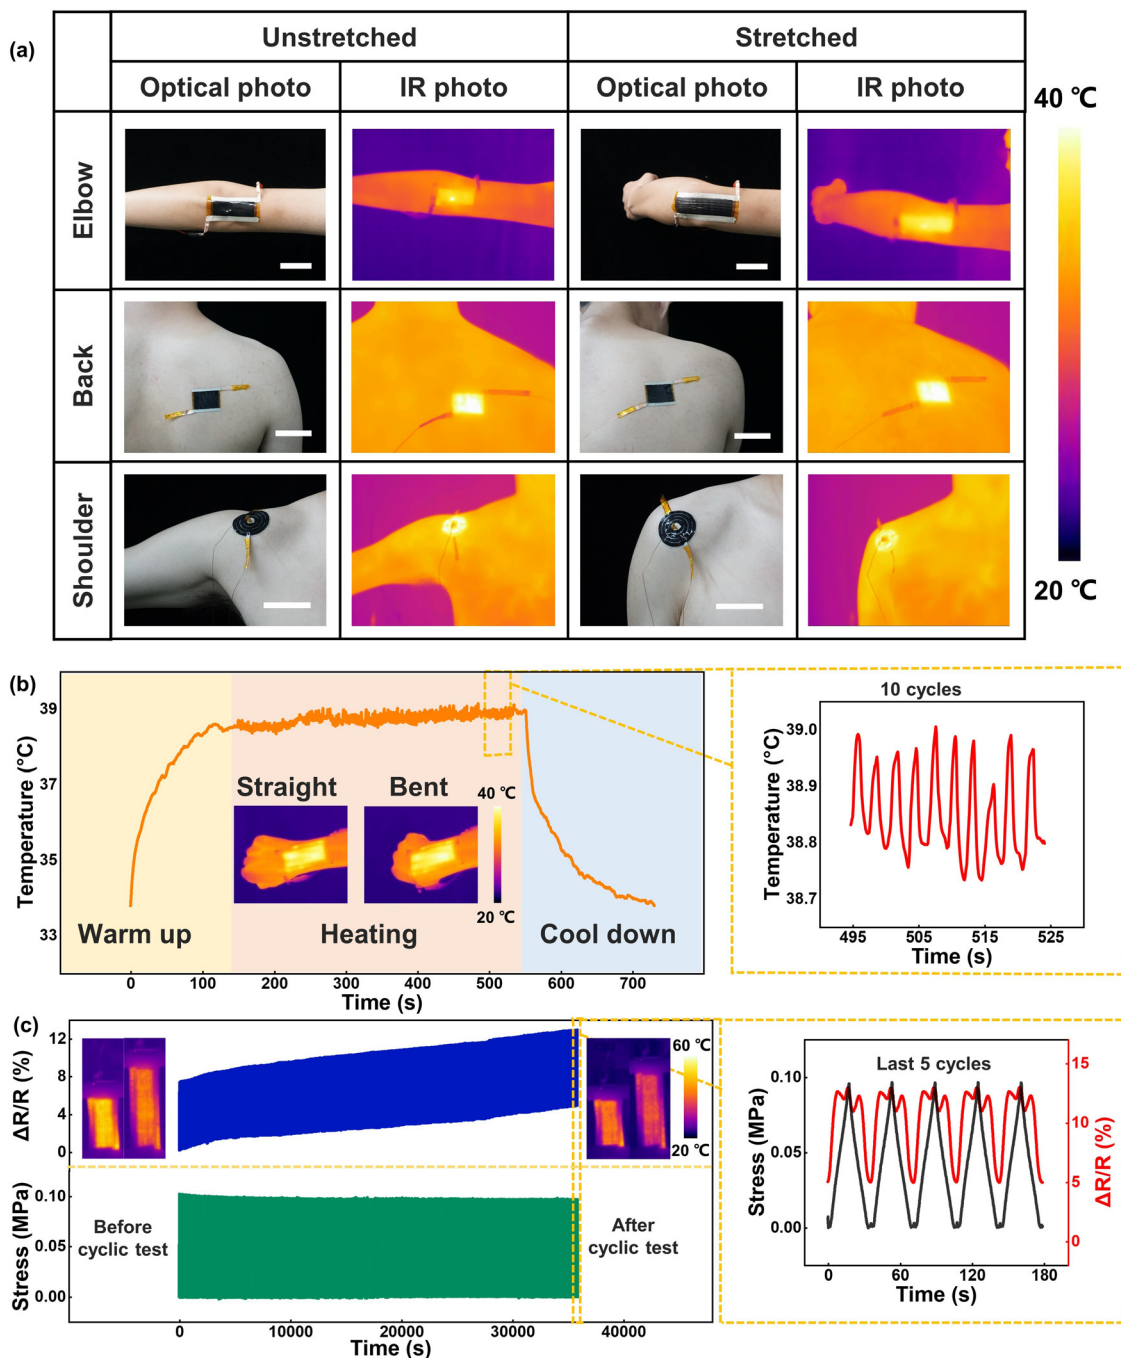 (a)
Unstretched
Stretched
Optical photo
IR photo
Optical photo
IR photo
40 ℃
20 ℃
Elbow
Back
Shoulder
(b)
Temperature (°C)
39
37
35
33
Straight
Bent
40 ℃
20 ℃
Warm up
Heating
Cool down
0 100 200 300 400 500 600 700
Time (s)
10 cycles
Temperature (°C)
39.0
38.9
38.8
38.7
495 505 515 525
Time (s)
(c)
ΔR/R (%)
12
8
4
0
60 ℃
20 ℃
Stress (MPa)
0.10
0.05
0.00
Before
cyclic test
After
cyclic test
0 10000 20000 30000 40000
Time (s)
Last 5 cycles
Stress (MPa)
0.10
0.05
0.00
15
10
5
0
ΔR/R (%)
0 60 120 180
Time (s)